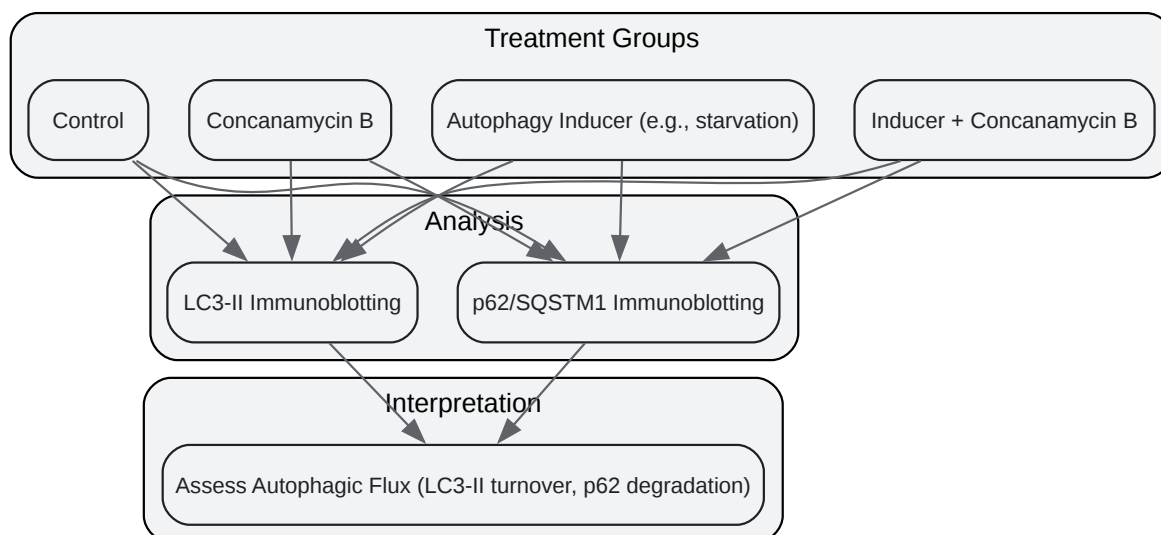 Treatment Groups
Control
Concanamycin B
Autophagy Inducer (e.g., starvation)
Inducer + Concanamycin B
Analysis
LC3-II Immunoblotting
p62/SQSTM1 Immunoblotting
Interpretation
Assess Autophagic Flux (LC3-II turnover, p62 degradation)